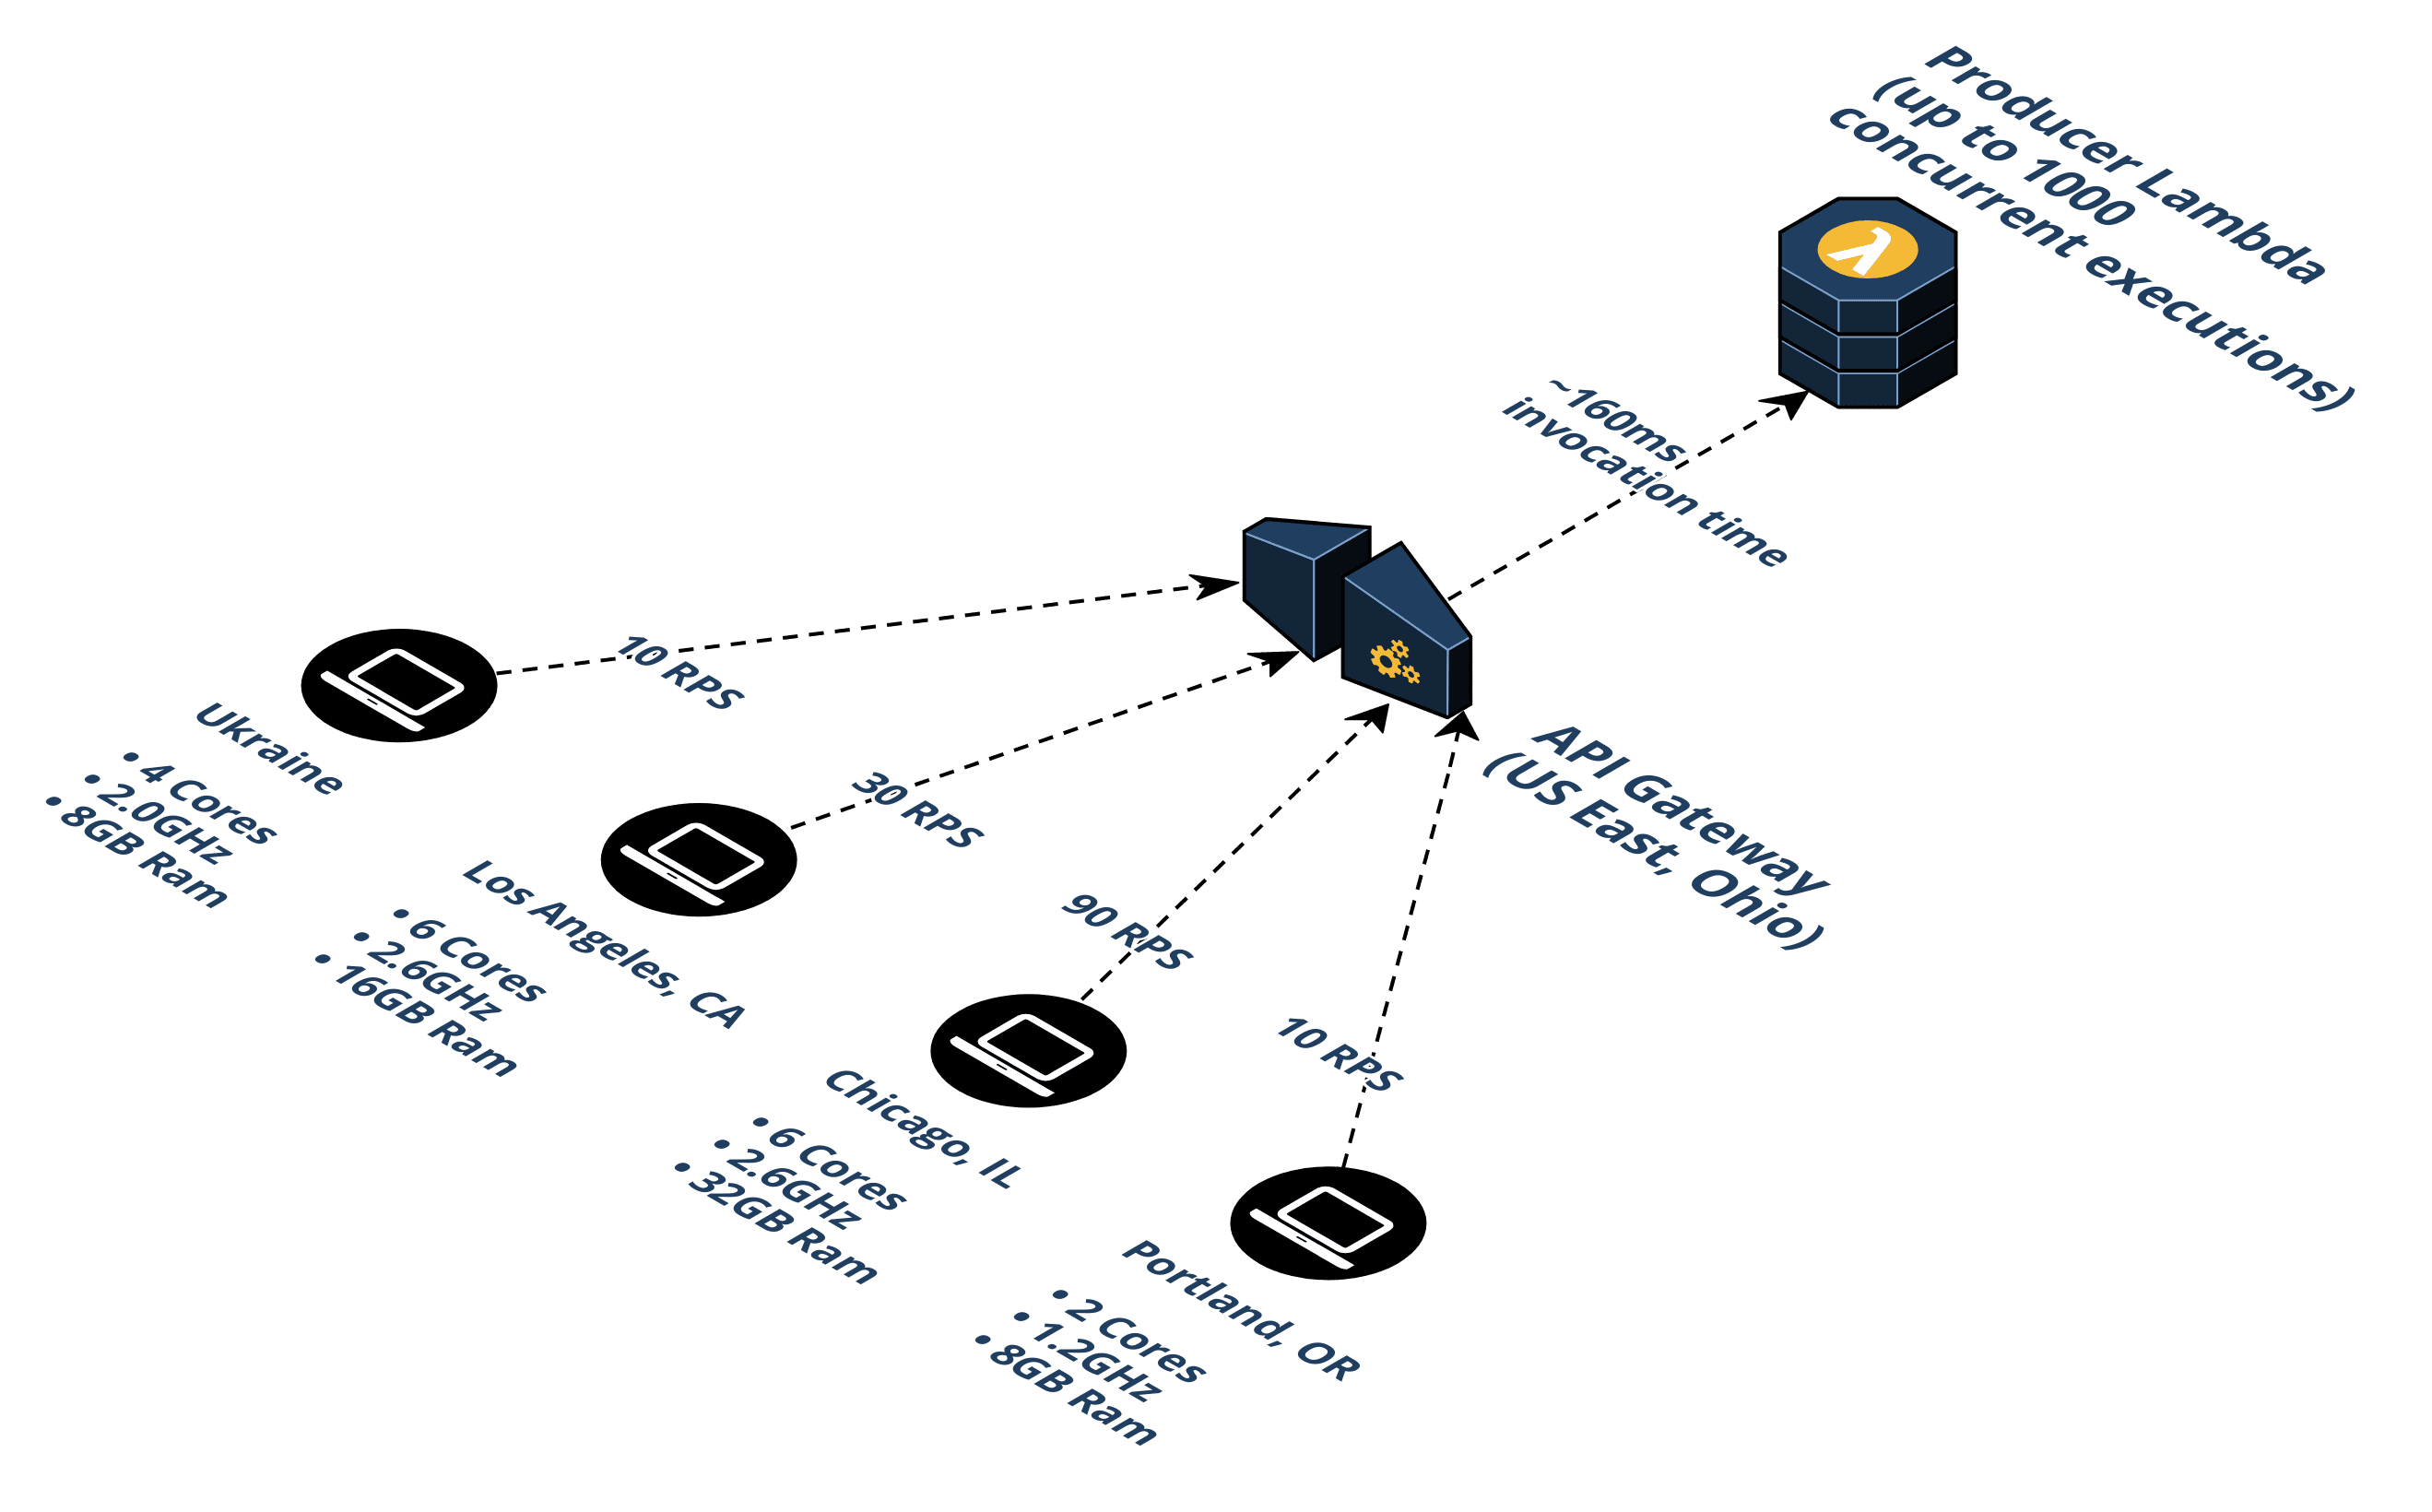 Producer Lambda
(up to 1000
concurrent executions)
~160ms
invocation time
10 RPS
Ukraine
• 4 Cores
• 2.0GHz
• 8GB Ram
30 RPS
Los Angeles, CA
• 6 Cores
• 2.6GHz
• 16GB Ram
API Gateway
(US East, Ohio)
90 RPS
Chicago, IL
• 6 Cores
• 2.6GHz
• 32GB Ram
10 RPS
Portland, OR
• 2 Cores
• 1.2GHz
• 8GB Ram